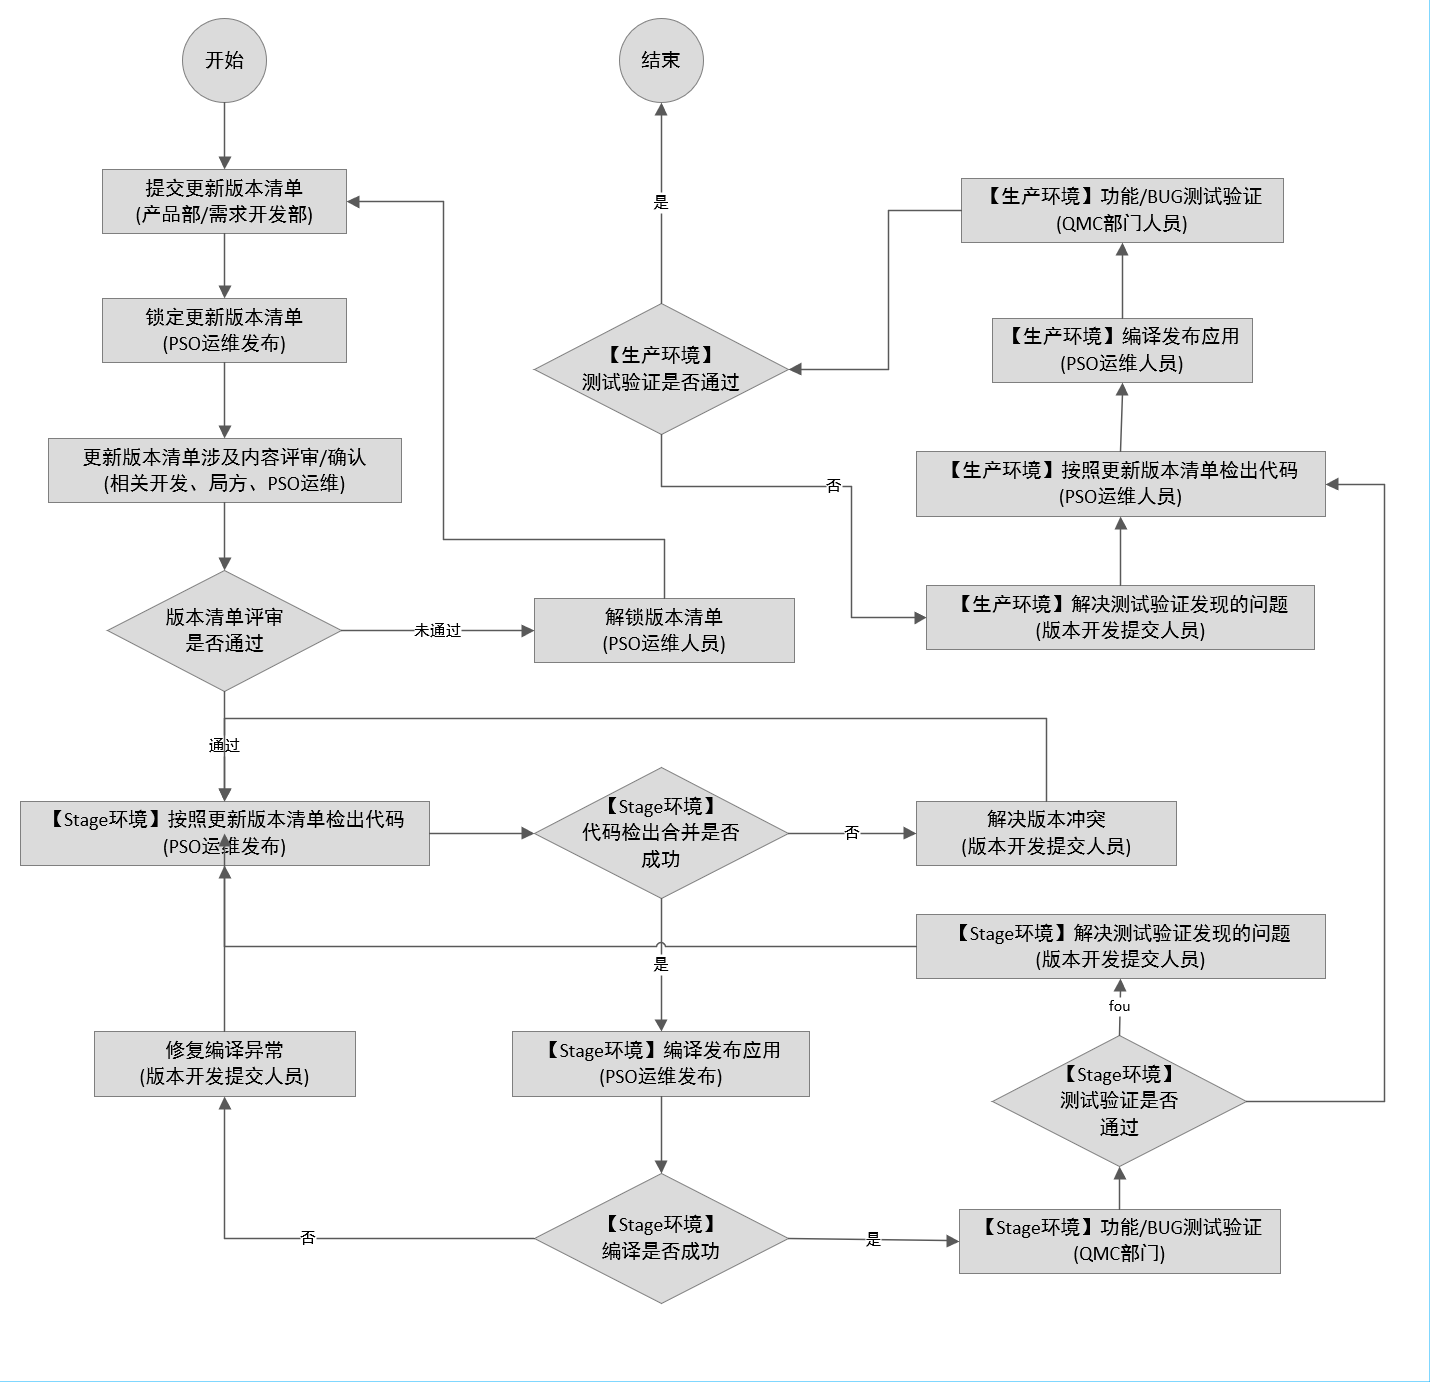 开始
结束
提交更新版本清单
(产品部/需求开发部)
是
【生产环境】功能/BUG测试验证
(QMC部门人员)
锁定更新版本清单
(PSO运维发布)
【生产环境】
测试验证是否通过
【生产环境】编译发布应用
(PSO运维人员)
更新版本清单涉及内容评审/确认
(相关开发、局方、PSO运维)
否
【生产环境】按照更新版本清单检出代码
(PSO运维人员)
版本清单评审
是否通过
未通过
解锁版本清单
(PSO运维人员)
【生产环境】解决测试验证发现的问题
(版本开发提交人员)
通过
【Stage环境】按照更新版本清单检出代码
(PSO运维发布)
【Stage环境】
代码检出合并是否
成功
否
解决版本冲突
(版本开发提交人员)
是
【Stage环境】解决测试验证发现的问题
(版本开发提交人员)
fou
修复编译异常
(版本开发提交人员)
【Stage环境】编译发布应用
(PSO运维发布)
【Stage环境】
测试验证是否
通过
否
【Stage环境】
编译是否成功
是
【Stage环境】功能/BUG测试验证
(QMC部门)